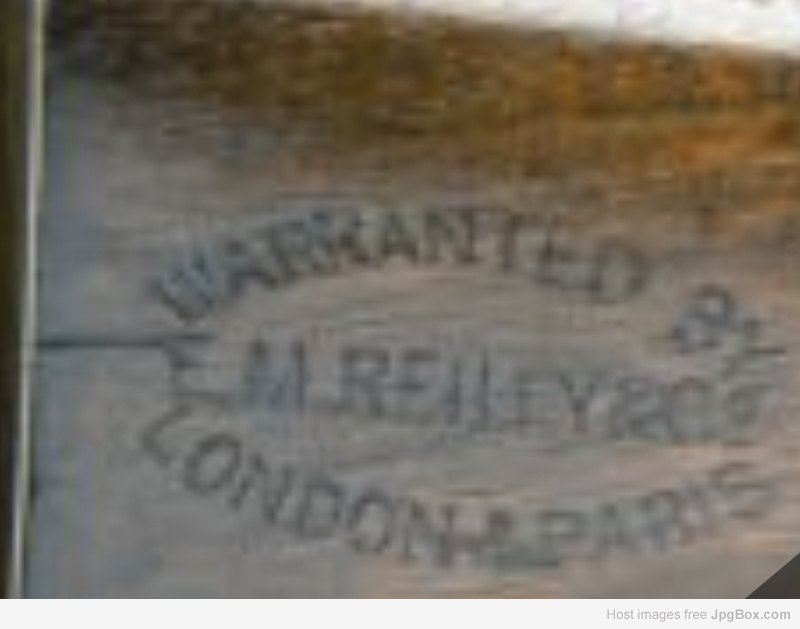 WARRANTED BY
E.M.REILLY & CO
LONDON & PARIS
Host images free JpgBox.com